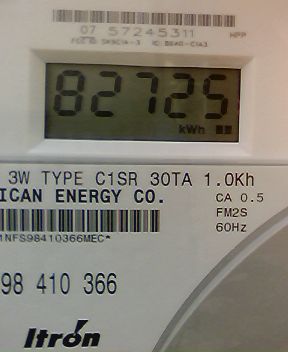 07 57245311
82725
kWh
3W TYPE C1SR 30TA 1.0Kh
ICAN ENERGY CO.
CA 0.5
FM2S
60Hz
1NFS98410366MEC*
98 410 366
Itron